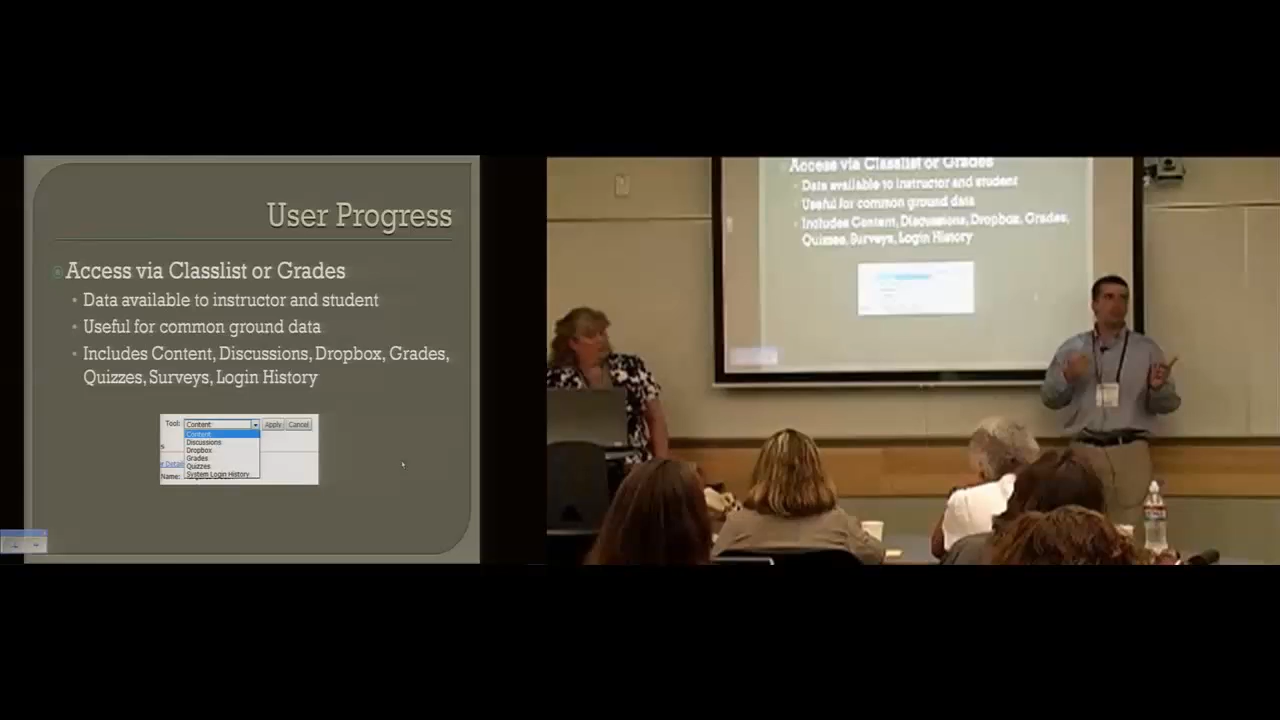 User Progress
Access via Classlist or Grades
Data available to instructor and student
Useful for common ground data
Includes Content, Discussions, Dropbox, Grades,
Quizzes, Surveys, Login History
Tool: Content Apply Cancel
Content
Discussions
Dropbox
Grades
Quizzes
System Login History
Name:
Access via Classlist or Grades
Data available to instructor and student
Useful for common ground data
Includes Content, Discussions, Dropbox, Grades,
Quizzes, Surveys, Login History